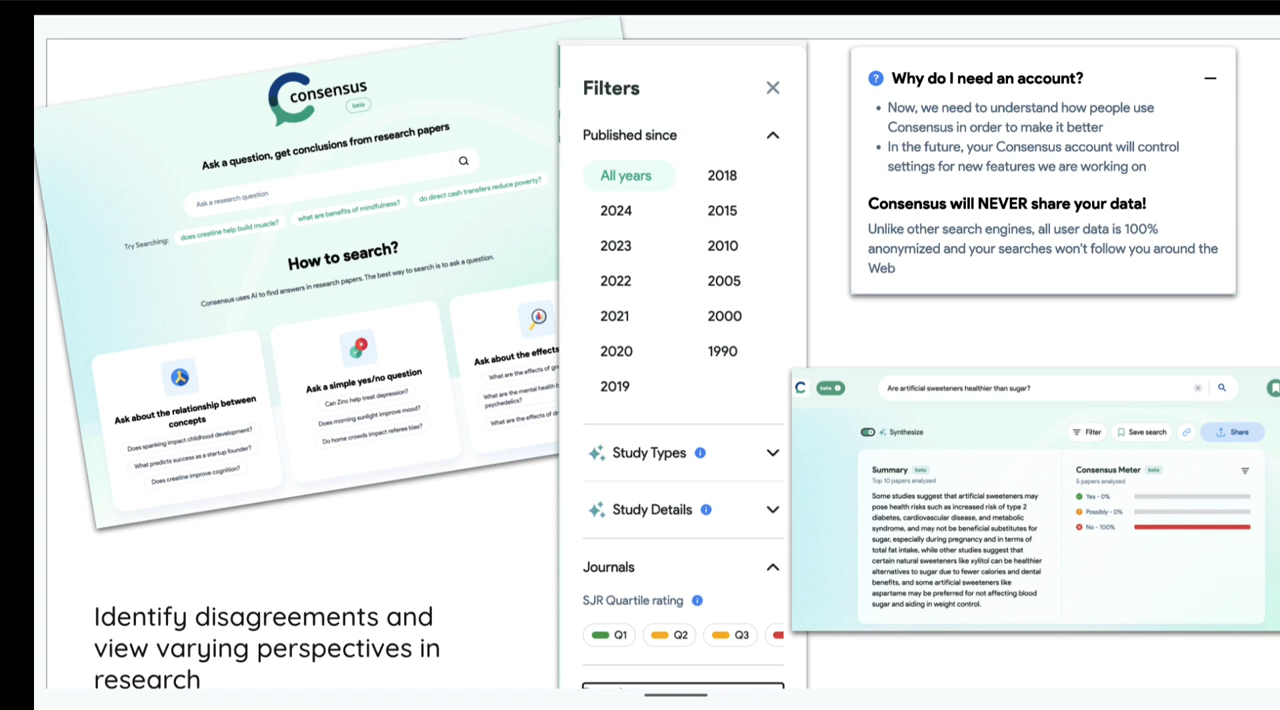 Consensus
beta
Ask a question, get conclusions from research papers
Ask a research question
Try Searching:
does creatine help build muscle?
what are benefits of mindfulness?
do direct cash transfers reduce poverty?
How to search?
Consensus uses AI to find answers in research papers. The best way to search is to ask a question.
Ask about the relationship between
concepts
Does spanking impact childhood development?
What predicts success as a startup founder?
Does creatine improve cognition?
Ask a simple yes/no question
Can Zinc help treat depression?
Does morning sunlight improve mood?
Do home crowds impact referee bias?
Ask about the effects
What are the effects of
What are the mental health
psychedelics?
What are the effects of
Identify disagreements and
view varying perspectives in
research
Filters
Published since
All years
2018
2024
2015
2023
2010
2022
2005
2021
2000
2020
1990
2019
Study Types
Study Details
Journals
SJR Quartile rating
Q1
Q2
Q3
Why do I need an account?
• Now, we need to understand how people use
Consensus in order to make it better
• In the future, your Consensus account will control
settings for new features we are working on
Consensus will NEVER share your data!
Unlike other search engines, all user data is 100%
anonymized and your searches won't follow you around the
Web
beta
Are artificial sweeteners healthier than sugar?
Synthesize
Filter
Save search
Share
Summary beta
Top 10 papers analyzed
Some studies suggest that artificial sweeteners may
pose health risks such as increased risk of type 2
diabetes, cardiovascular disease, and metabolic
syndrome, and may not be beneficial substitutes for
sugar, especially during pregnancy and in terms of
total fat intake, while other studies suggest that
certain natural sweeteners like xylitol can be healthier
alternatives to sugar due to fewer calories and dental
benefits, and some artificial sweeteners like
aspartame may be preferred for not affecting blood
sugar and aiding in weight control.
Consensus Meter beta
5 papers analyzed
Yes - 0%
Possibly - 0%
No - 100%